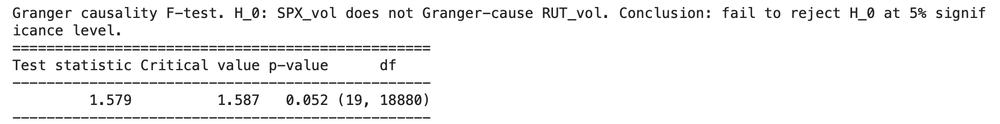 Granger causality F-test. H_0: SPX_vol does not Granger-cause RUT_vol. Conclusion: fail to reject H_0 at 5% signif
icance level.
=================================================
Test statistic Critical value p-value      df
-------------------------------------------------
         1.579          1.587   0.052 (19, 18880)
-------------------------------------------------